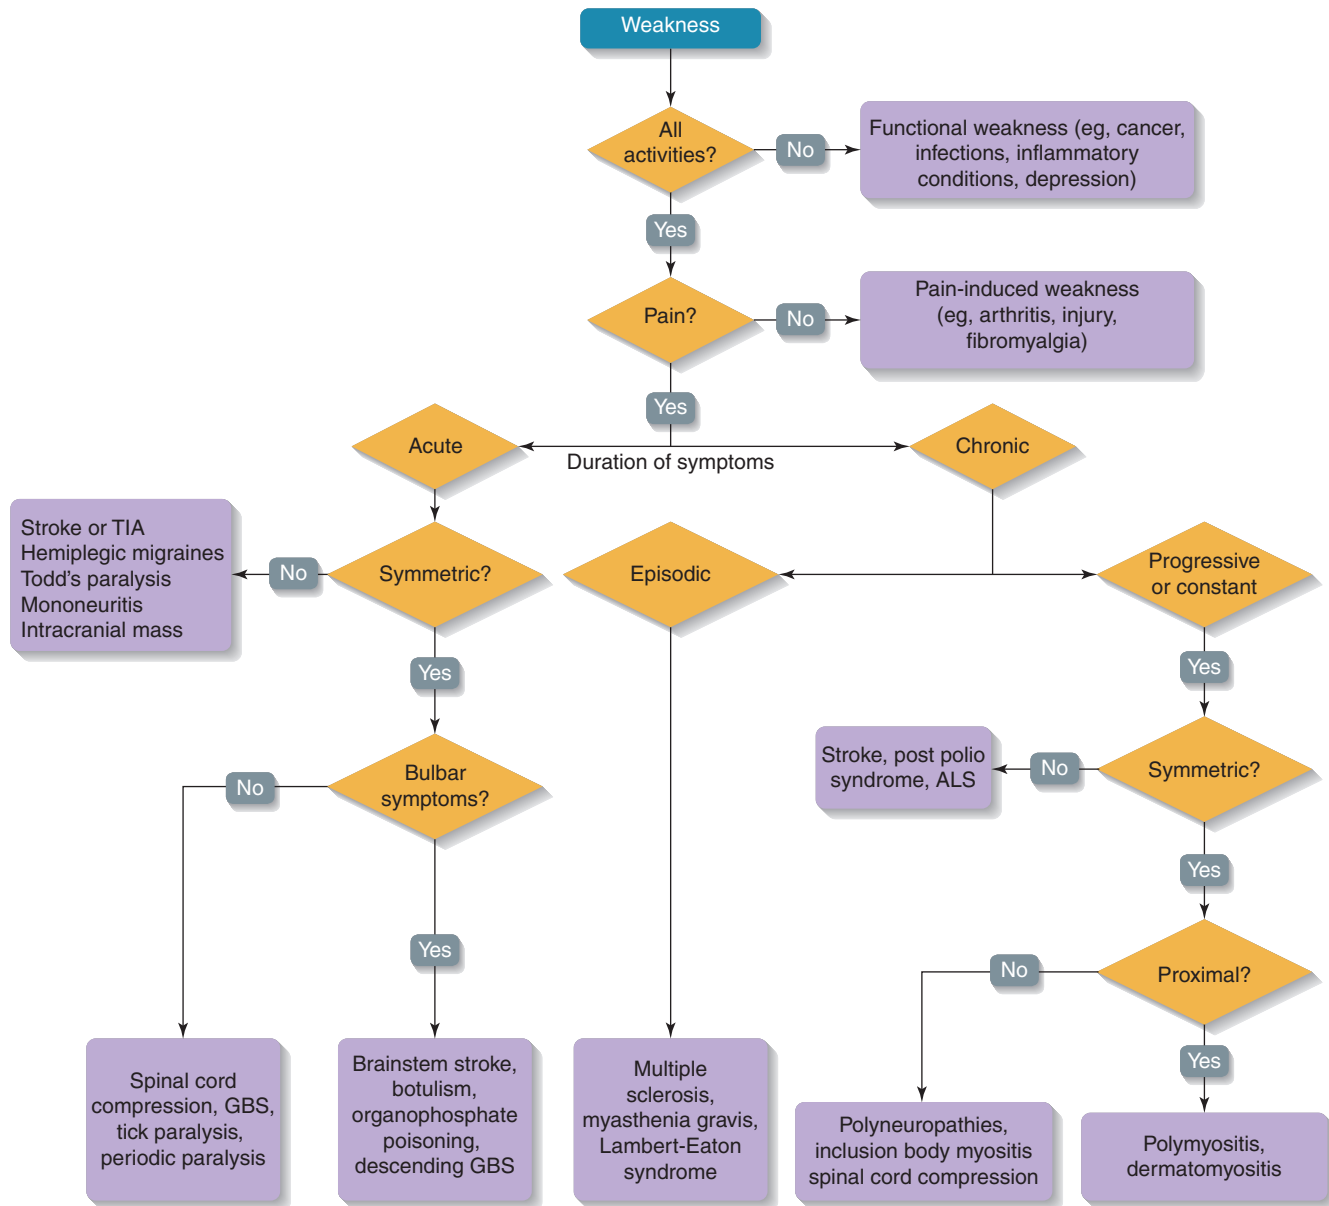 Weakness
All
activities?
No
Functional weakness (eg, cancer,
infections, inflammatory
conditions, depression)
Yes
Pain?
No
Pain-induced weakness
(eg, arthritis, injury,
fibromyalgia)
Yes
Acute
Duration of symptoms
Chronic
Stroke or TIA
Hemiplegic migraines
Todd's paralysis
Mononeuritis
Intracranial mass
No
Symmetric?
Episodic
Progressive
or constant
Yes
Yes
Stroke, post polio
syndrome, ALS
No
Symmetric?
No
Bulbar
symptoms?
Yes
Yes
No
Proximal?
Yes
Spinal cord
compression, GBS,
tick paralysis,
periodic paralysis
Brainstem stroke,
botulism,
organophosphate
poisoning,
descending GBS
Multiple
sclerosis,
myasthenia gravis,
Lambert-Eaton
syndrome
Polyneuropathies,
inclusion body myositis
spinal cord compression
Polymyositis,
dermatomyositis